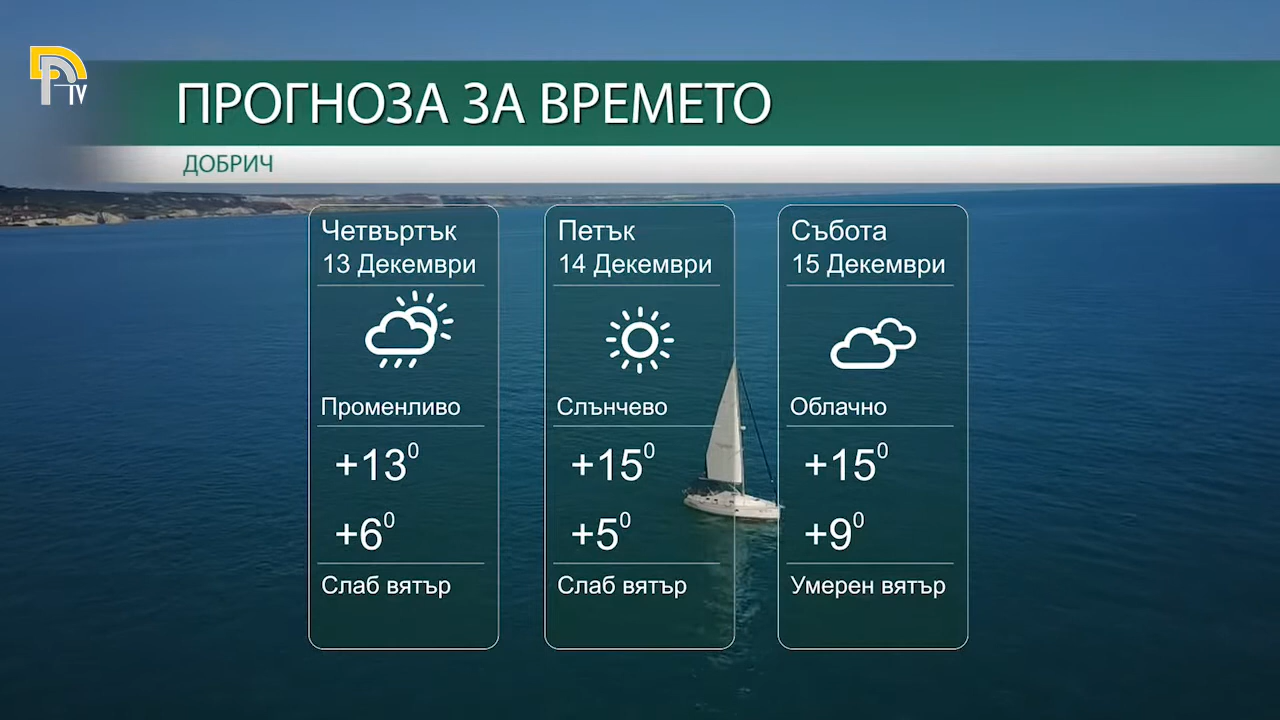 TV
ПРОГНОЗА ЗА ВРЕМЕТО
ДОБРИЧ
Четвъртък
13 Декември
Променливо
+13⁰
+6⁰
Слаб вятър
Петък
14 Декември
Слънчево
+15⁰
+5⁰
Слаб вятър
Събота
15 Декември
Облачно
+15⁰
+9⁰
Умерен вятър